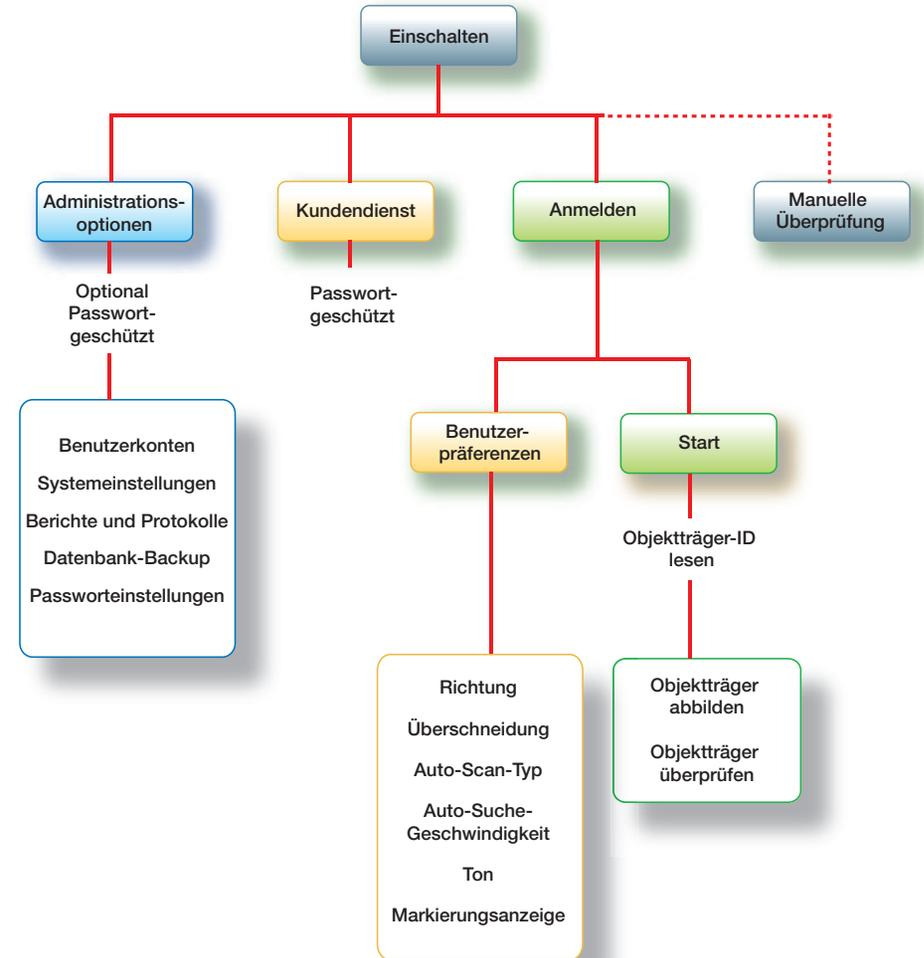 Einschalten
Administrations-
optionen
Kundendienst
Anmelden
Manuelle
Überprüfung
Optional
Passwort-
geschützt
Passwort-
geschützt
Benutzerkonten
Systemeinstellungen
Berichte und Protokolle
Datenbank-Backup
Passworteinstellungen
Benutzer-
präferenzen
Start
Objektträger-ID
lesen
Richtung
Überschneidung
Auto-Scan-Typ
Auto-Suche-
Geschwindigkeit
Ton
Markierungsanzeige
Objektträger
abbilden
Objektträger
überprüfen